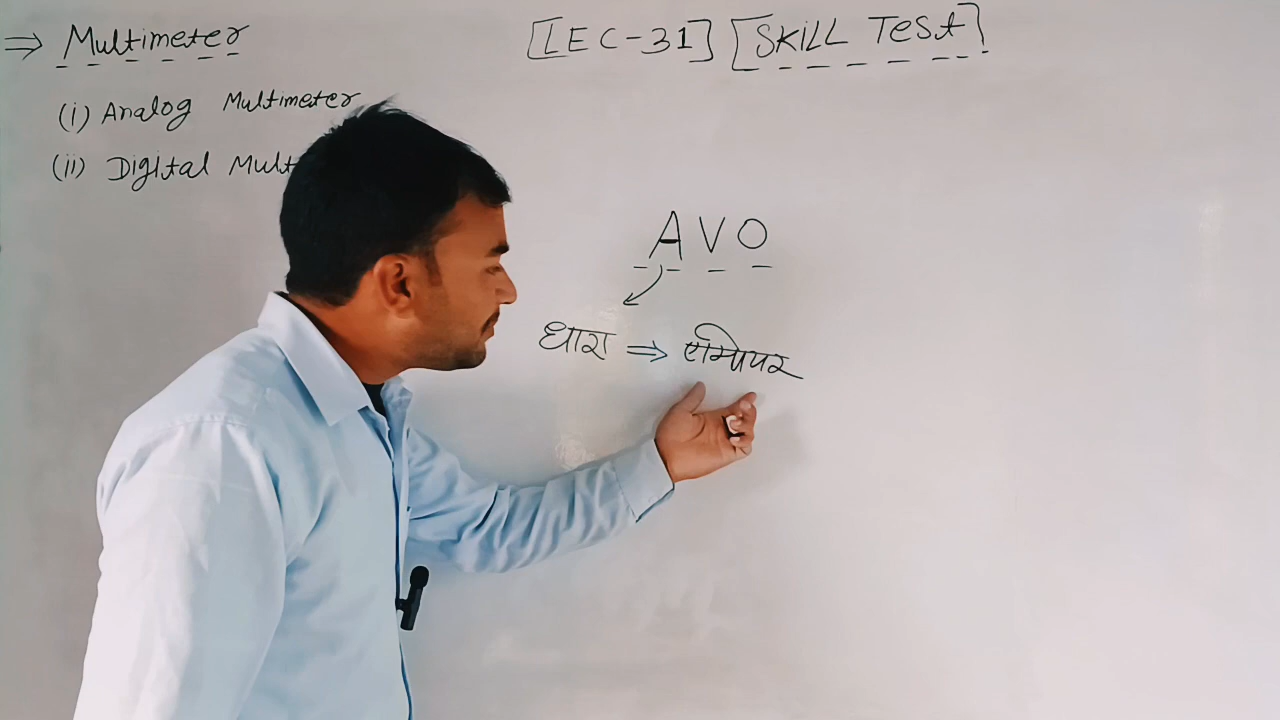 ⇒ Multimeter [LEC-31] [SKiLL TeSt]
(i) Analog Multimeter
(ii) Digital Mult
AVO
धारा ⇒ एम्पियर